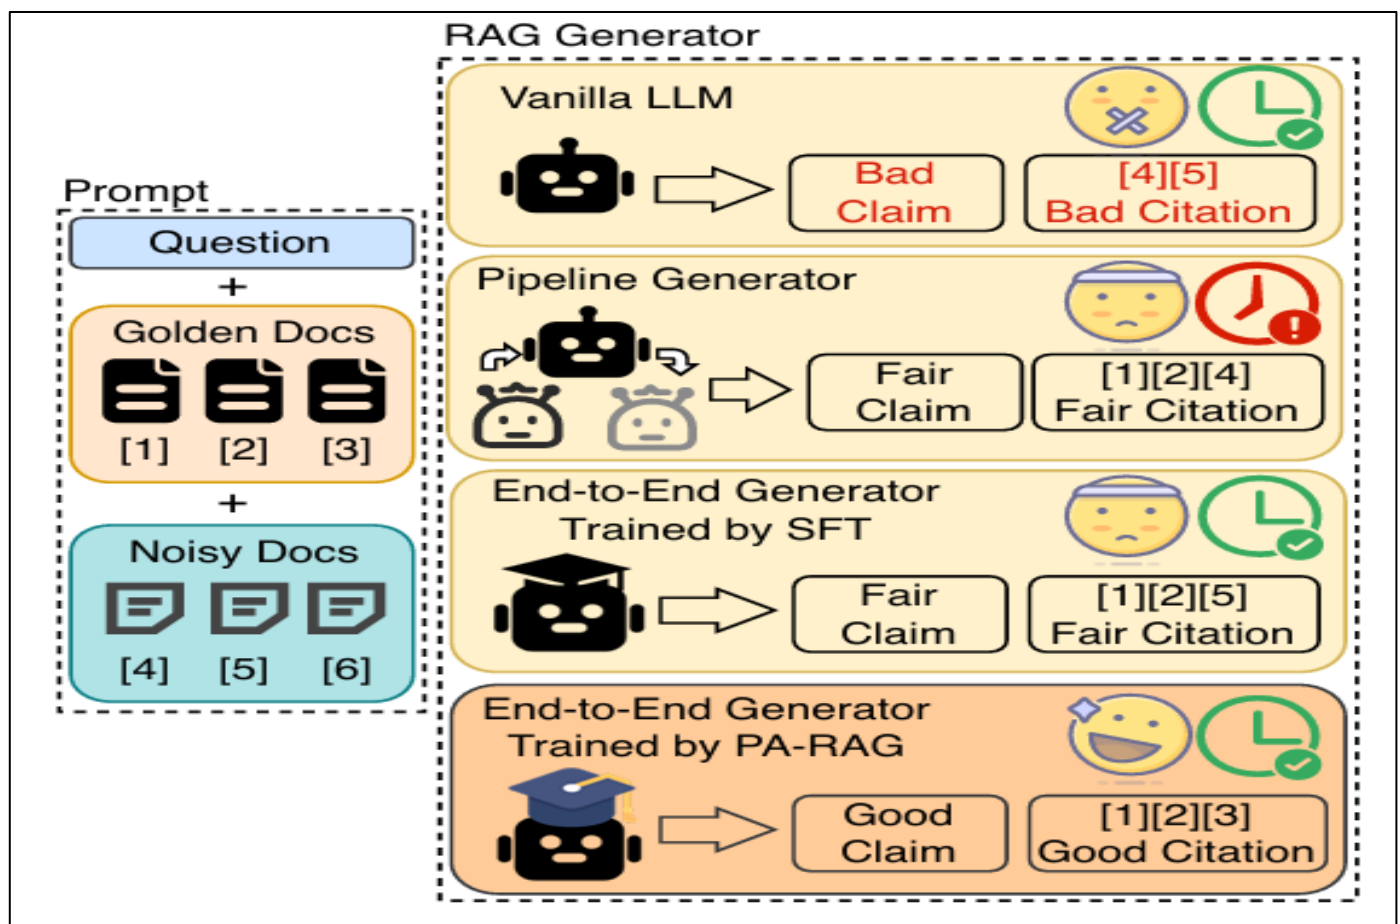 Prompt
Question
+
Golden Docs
[1] [2] [3]
+
Noisy Docs
[4] [5] [6]
RAG Generator
Vanilla LLM
Bad
Claim
[4][5]
Bad Citation
Pipeline Generator
Fair
Claim
[1][2][4]
Fair Citation
End-to-End Generator
Trained by SFT
Fair
Claim
[1][2][5]
Fair Citation
End-to-End Generator
Trained by PA-RAG
Good
Claim
[1][2][3]
Good Citation